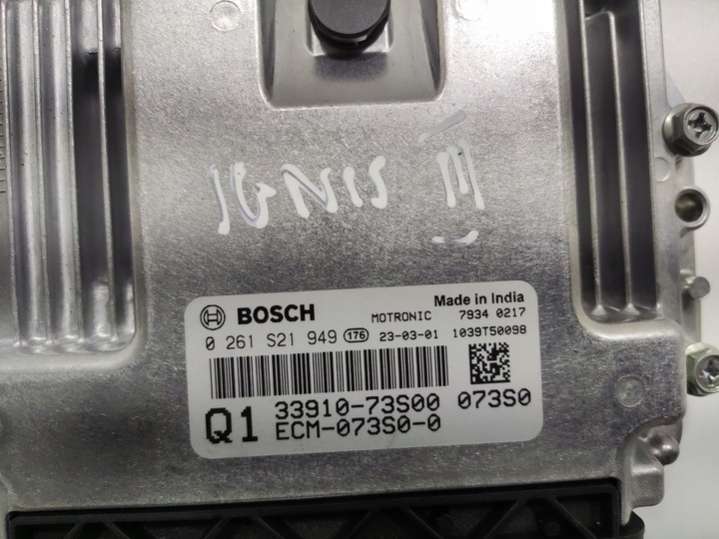 IGNIS III
BOSCH MOTRONIC Made in India
7934 0217
0 261 S21 949 176 23-03-01 1039T50098
Q1 33910-73S00 073S0
ECM-073S0-0